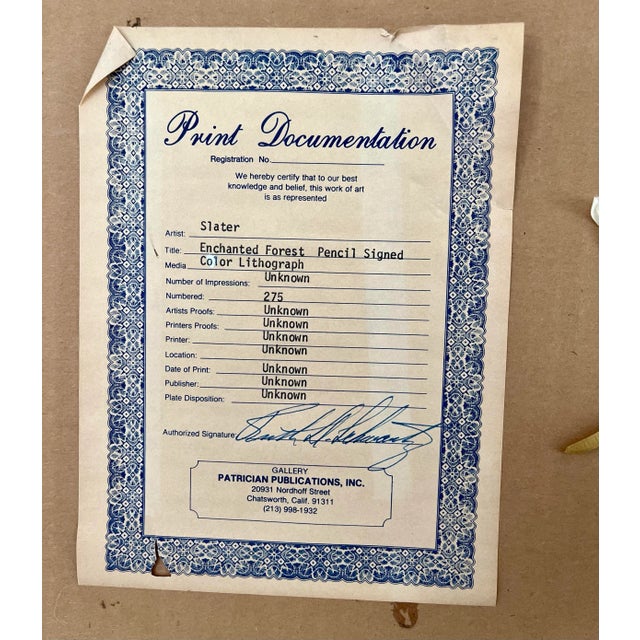 Print Documentation
Registration No.
We hereby certify that to our best
knowledge and belief, this work of art
is as represented
Artist: Slater
Title: Enchanted Forest Pencil Signed
Media Color Lithograph
Number of Impressions: Unknown
Numbered: 275
Artists Proofs: Unknown
Printers Proofs: Unknown
Printer: Unknown
Location: Unknown
Date of Print: Unknown
Publisher: Unknown
Plate Disposition: Unknown
Authorized Signature:
GALLERY
PATRICIAN PUBLICATIONS, INC.
20931 Nordhoff Street
Chatsworth, Calif. 91311
(213) 998-1932